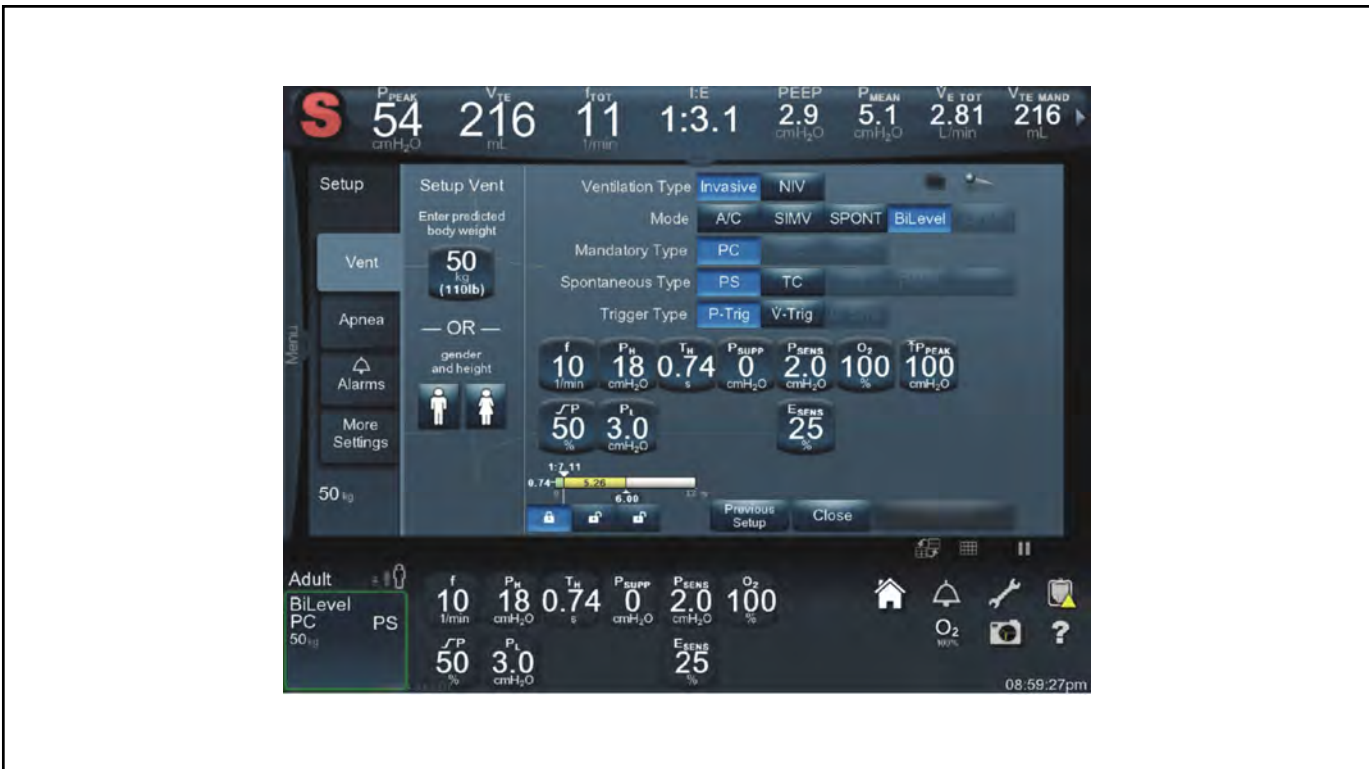 S
PPEAK 54 cmH2O
VTE 216 mL
fTOT 11 1/min
I:E 1:3.1
PEEP 2.9 cmH2O
PMEAN 5.1 cmH2O
V̇E TOT 2.81 L/min
VTE MAND 216 mL
Menu
Setup
Vent
Apnea
Alarms
More Settings
50 kg
Setup Vent
Enter predicted
body weight
50
kg
(110lb)
— OR —
gender
and height
Ventilation Type Invasive NIV
Mode A/C SIMV SPONT BiLevel
Mandatory Type PC
Spontaneous Type PS TC
Trigger Type P-Trig V̇-Trig
f 10 1/min
PH 18 cmH2O
TH 0.74 s
PSUPP 0 cmH2O
PSENS 2.0 cmH2O
O2 100 %
PPEAK 100 cmH2O
P 50 %
PL 3.0 cmH2O
ESENS 25 %
1:7.11
0.74 5.26
0 6.00
Previous Setup
Close
Adult
BiLevel
PC PS
50 kg
f 10 1/min
PH 18 cmH2O
TH 0.74 s
PSUPP 0 cmH2O
PSENS 2.0 cmH2O
O2 100 %
P 50 %
PL 3.0 cmH2O
ESENS 25 %
O2
100%
?
08:59:27pm